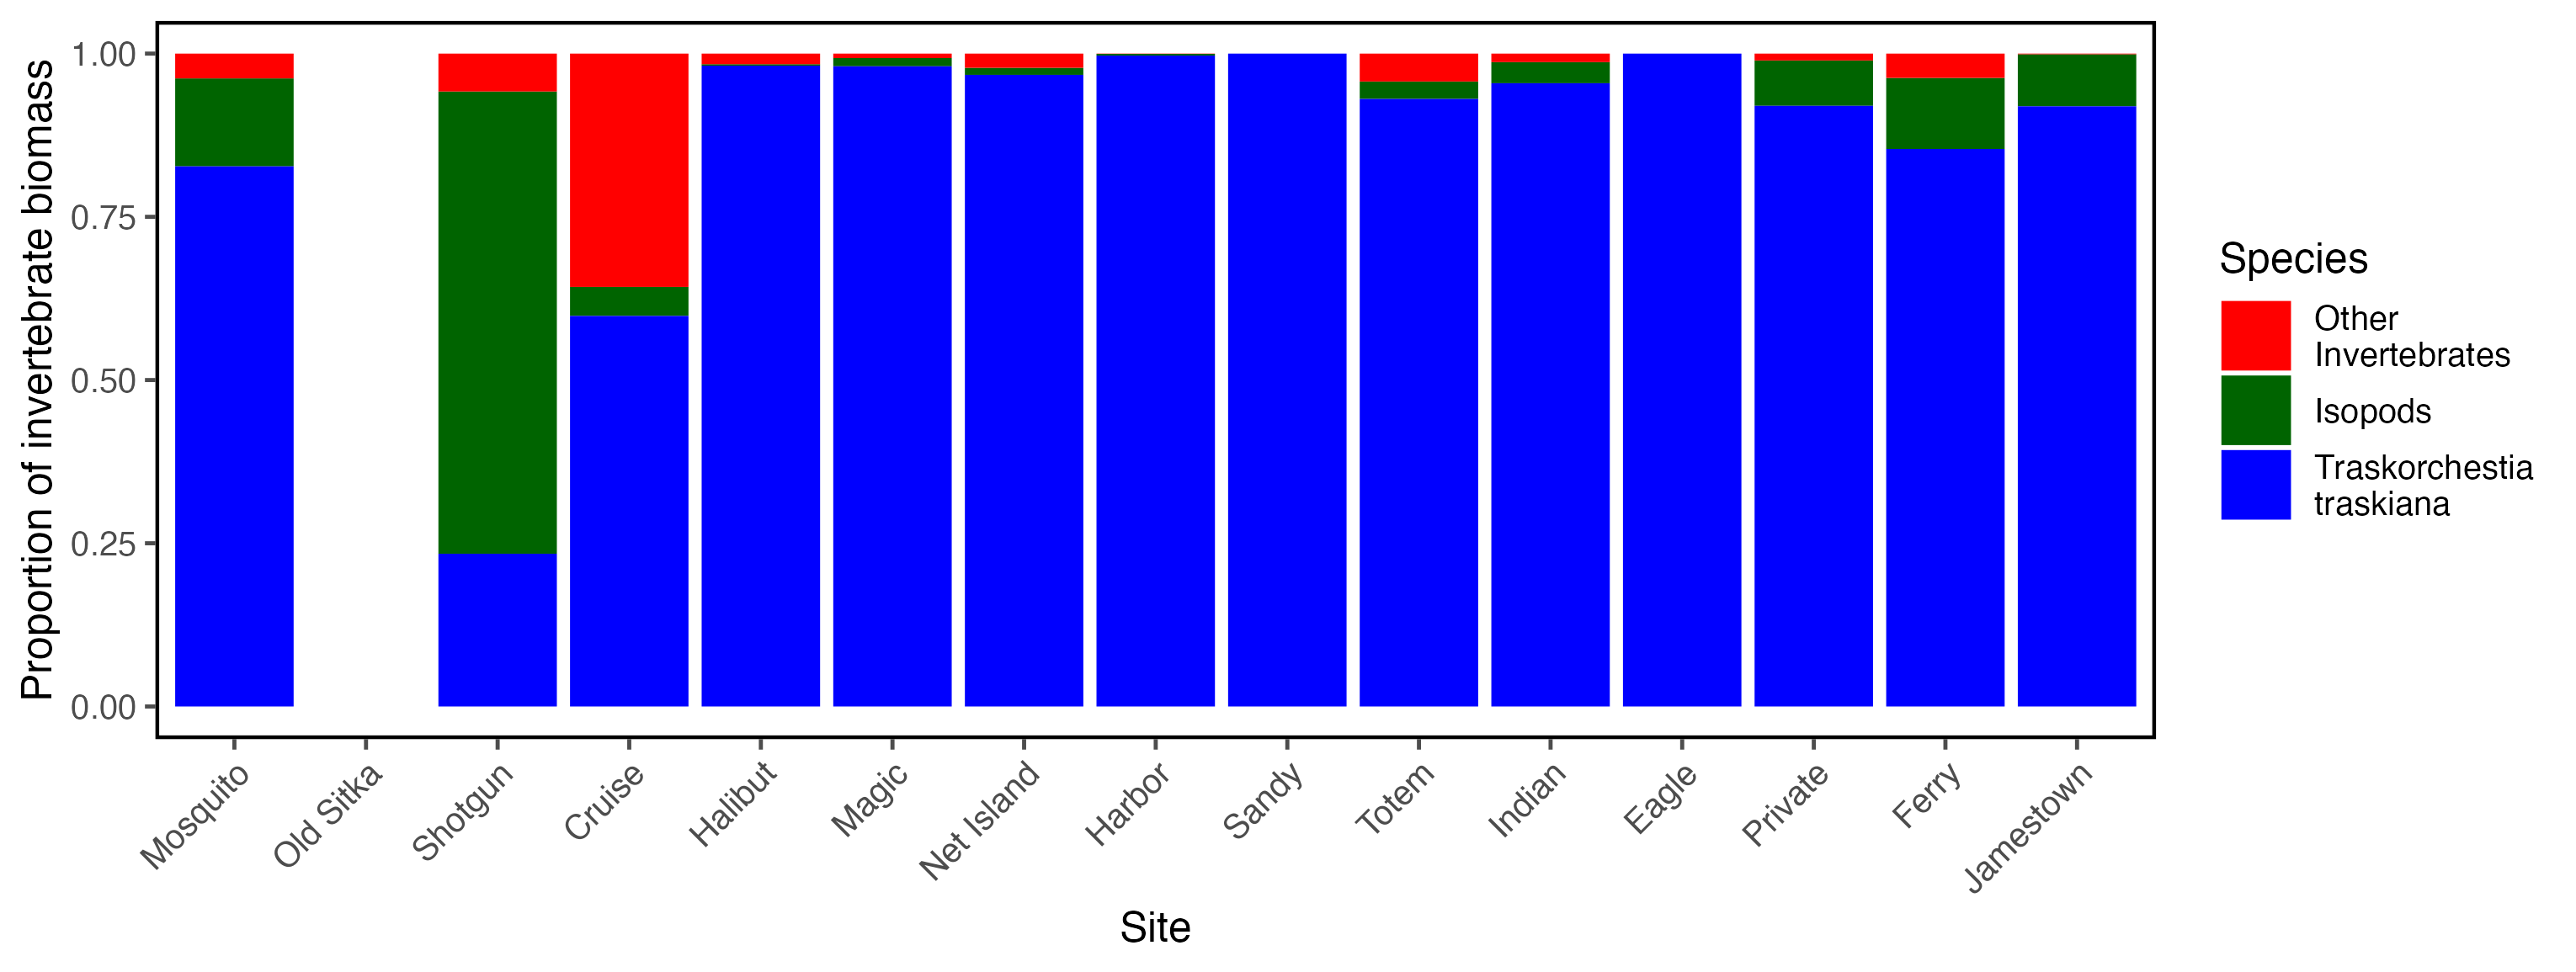 Proportion of invertebrate biomass
1.00
0.75
0.50
0.25
0.00
Mosquito
Old Sitka
Shotgun
Cruise
Halibut
Magic
Net Island
Harbor
Sandy
Totem
Indian
Eagle
Private
Ferry
Jamestown
Site
Species
Other
Invertebrates
Isopods
Traskorchestia
traskiana